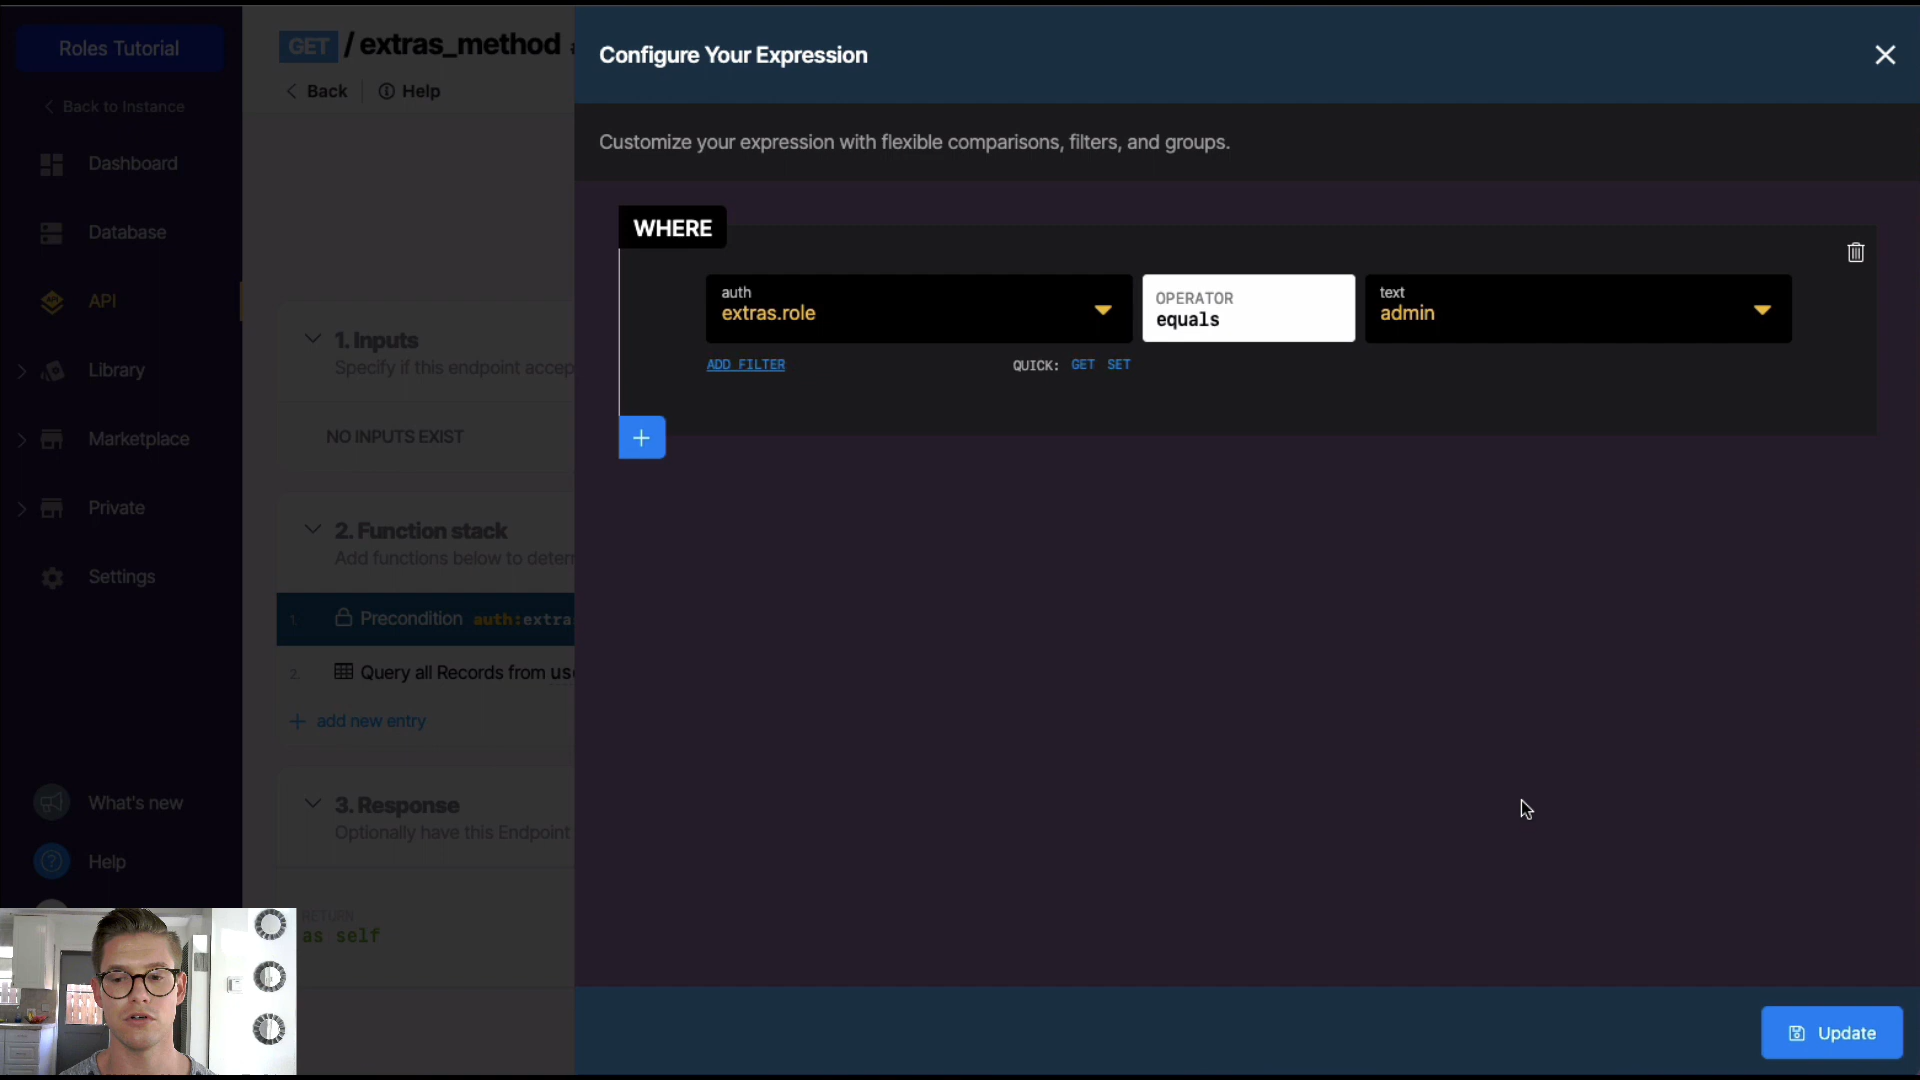 Roles Tutorial
Back to Instance
Dashboard
Database
API
Library
Marketplace
Private
Settings
What's new
Help
GET / extras_method
Back
Help
1. Inputs
Specify if this endpoint accep
NO INPUTS EXIST
2. Function stack
Add functions below to deter
1. Precondition auth:extra
2. Query all Records from us
add new entry
3. Response
Optionally have this Endpoint
RETURN
as self
Configure Your Expression
Customize your expression with flexible comparisons, filters, and groups.
WHERE
auth
extras.role
OPERATOR
equals
text
admin
ADD FILTER
QUICK: GET SET
Update